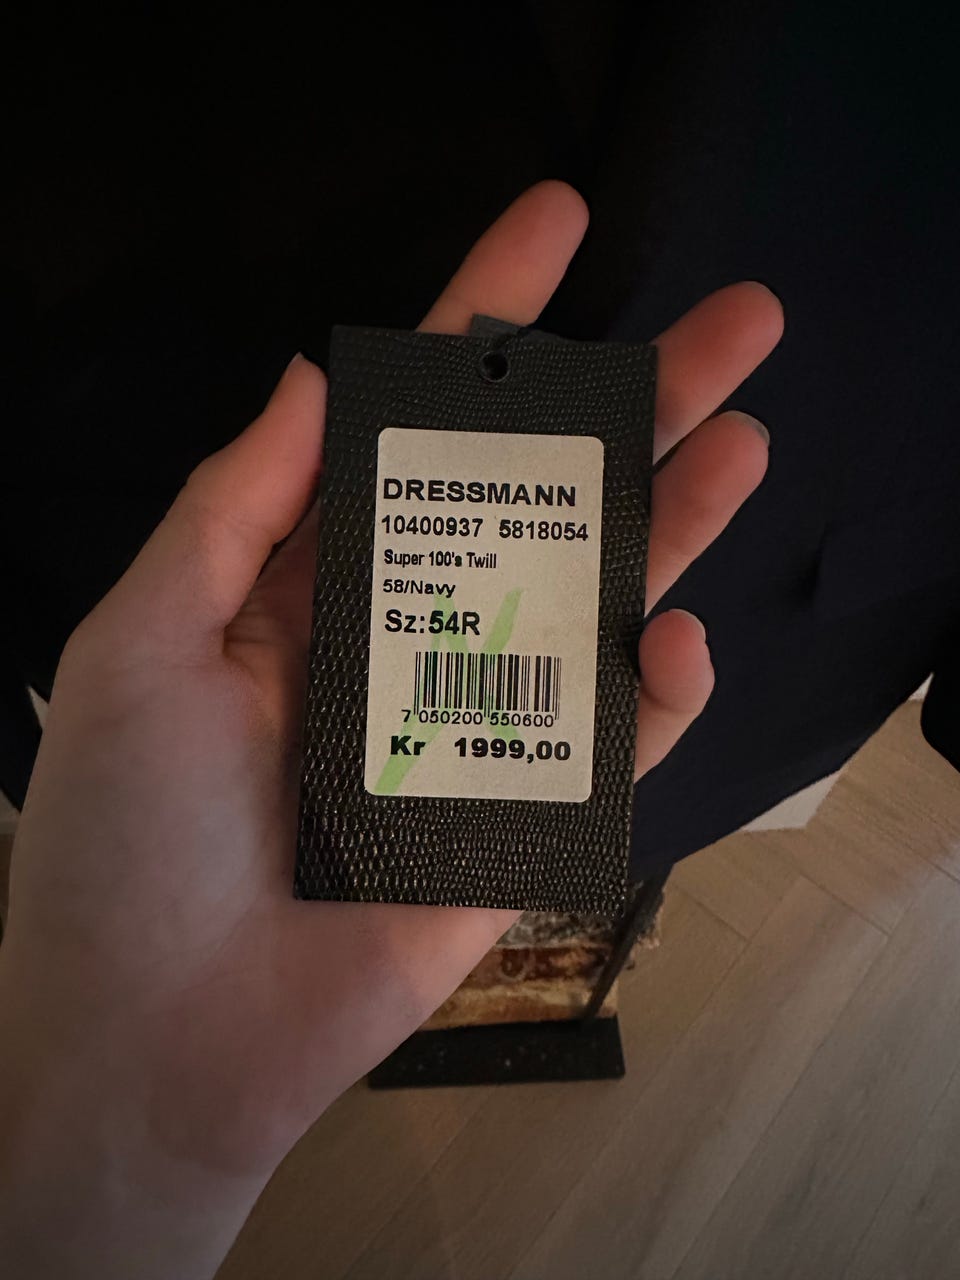 DRESSMANN
10400937 5818054
Super 100's Twill
58/Navy
Sz:54R
7 050200 550600
Kr 1999,00